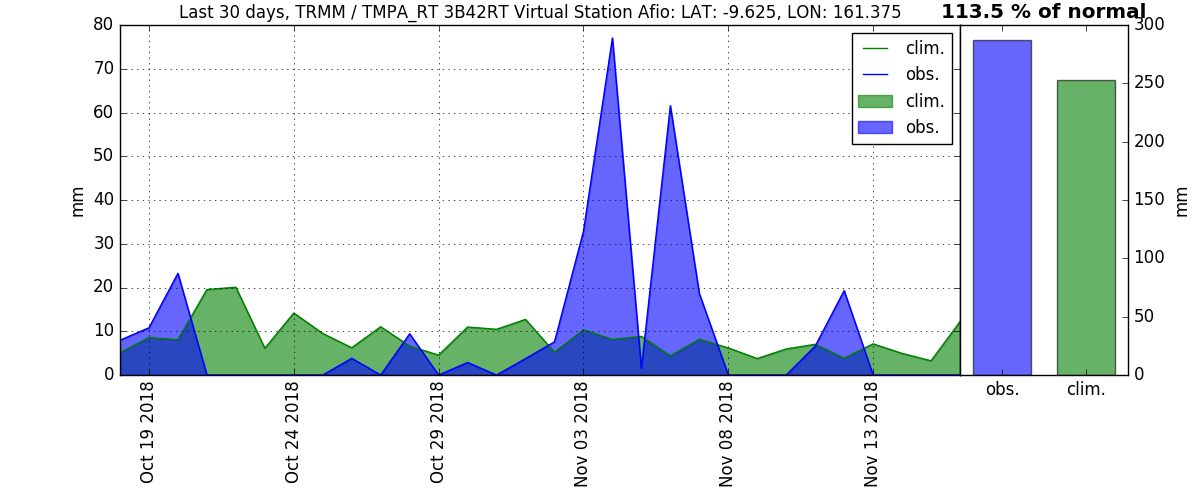 Last 30 days, TRMM / TMPA_RT 3B42RT Virtual Station Afio: LAT: -9.625, LON: 161.375
113.5 % of normal
80
70
60
50
40
30
20
10
0
mm
Oct 19 2018
Oct 24 2018
Oct 29 2018
Nov 03 2018
Nov 08 2018
Nov 13 2018
clim.
obs.
clim.
obs.
300
250
200
150
100
50
0
mm
obs.
clim.